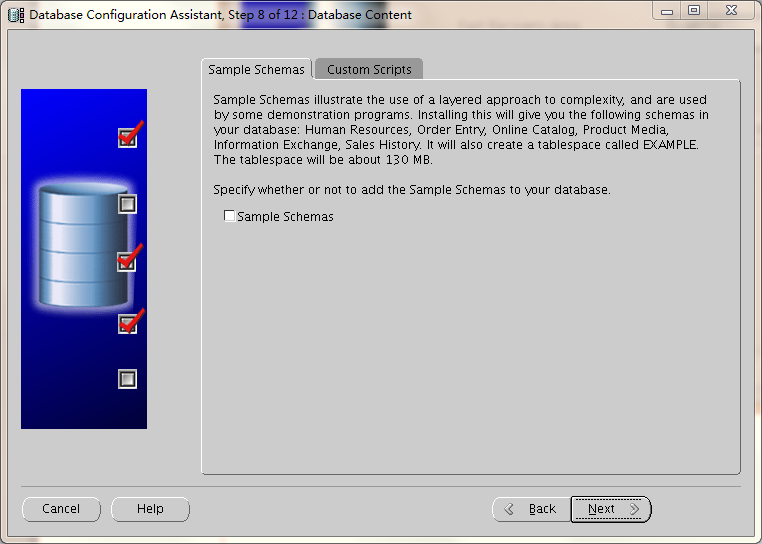 Database Configuration Assistant, Step 8 of 12 : Database Content
Sample Schemas
Custom Scripts
Sample Schemas illustrate the use of a layered approach to complexity, and are used
by some demonstration programs. Installing this will give you the following schemas in
your database: Human Resources, Order Entry, Online Catalog, Product Media,
Information Exchange, Sales History. It will also create a tablespace called EXAMPLE.
The tablespace will be about 130 MB.
Specify whether or not to add the Sample Schemas to your database.
Sample Schemas
Cancel
Help
Back
Next